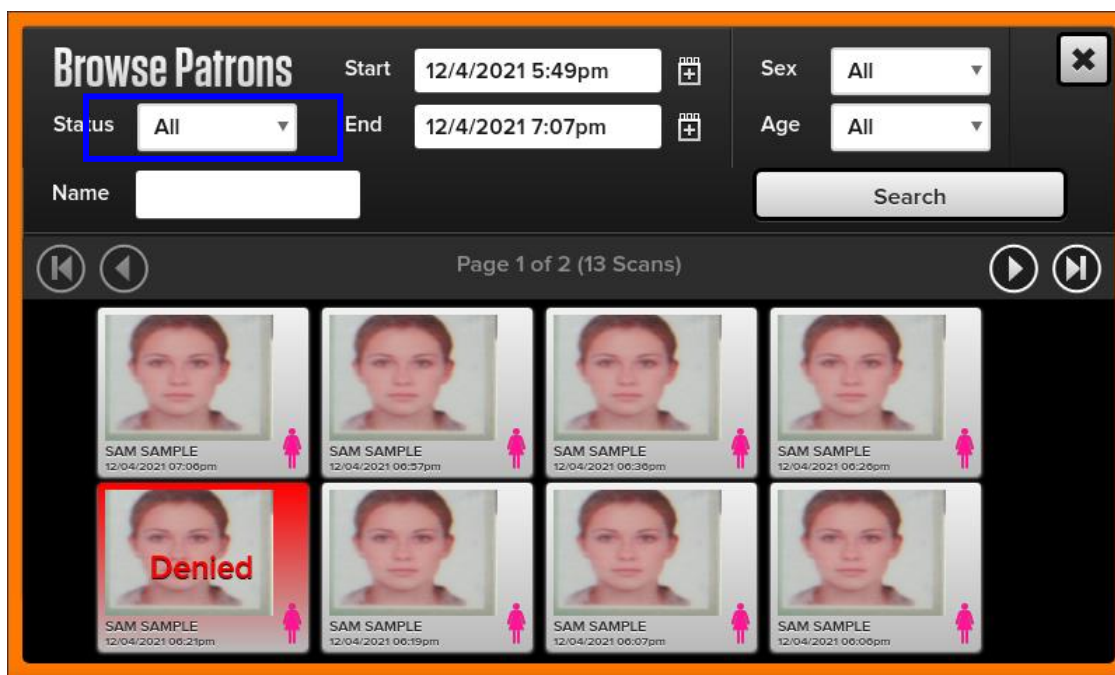 Browse Patrons Start 12/4/2021 5:49pm Sex All
Status All End 12/4/2021 7:07pm Age All
Name Search
Page 1 of 2 (13 Scans)
SAM SAMPLE SAM SAMPLE SAM SAMPLE SAM SAMPLE
12/04/2021 07:06pm 12/04/2021 06:57pm 12/04/2021 06:36pm 12/04/2021 06:26pm
Denied
SAM SAMPLE SAM SAMPLE SAM SAMPLE SAM SAMPLE
12/04/2021 06:21pm 12/04/2021 06:19pm 12/04/2021 06:07pm 12/04/2021 06:06pm